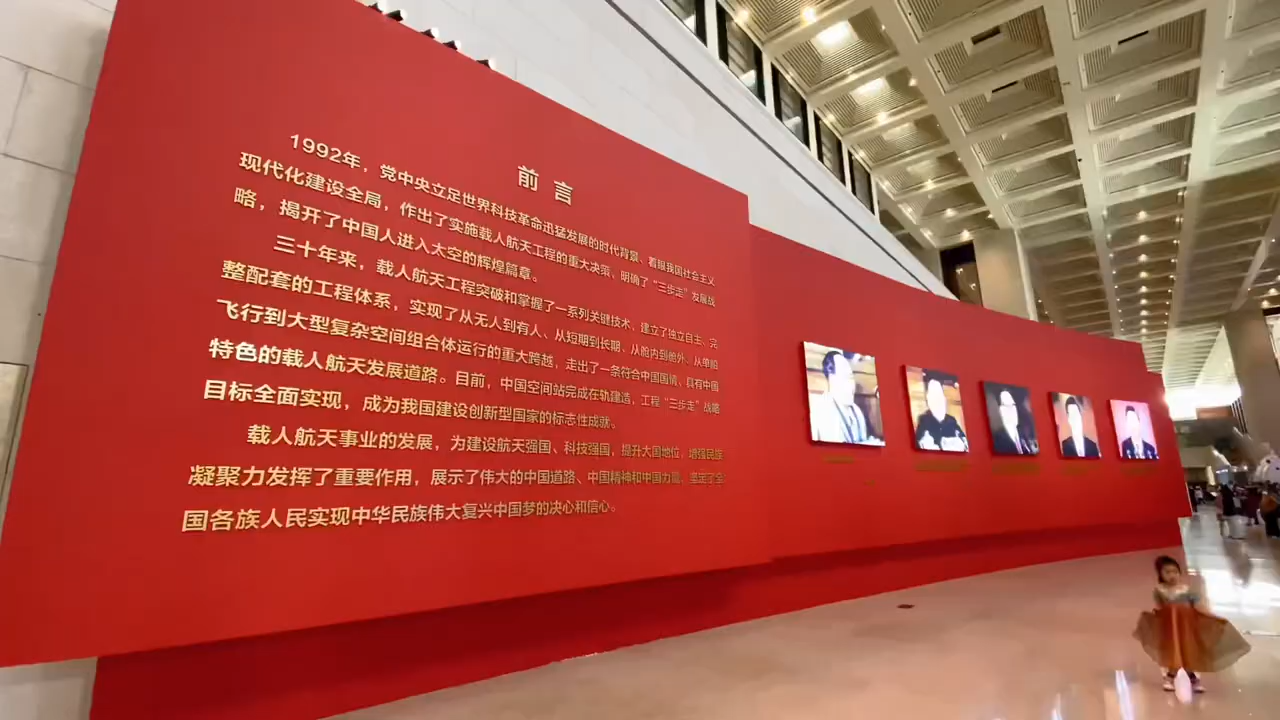 前言
1992年，党中央立足世界科技革命迅猛发展的时代背景、着眼我国社会主义
现代化建设全局，作出了实施载人航天工程的重大决策、明确了“三步走”发展战
略，揭开了中国人进入太空的辉煌篇章。
三十年来，载人航天工程突破和掌握了一系列关键技术，建立了独立自主、完
整配套的工程体系，实现了从无人到有人、从短期到长期、从舱内到舱外、从单船
飞行到大型复杂空间组合体运行的重大跨越，走出了一条符合中国国情、具有中国
特色的载人航天发展道路。目前，中国空间站完成在轨建造，工程“三步走”战略
目标全面实现，成为我国建设创新型国家的标志性成就。
载人航天事业的发展，为建设航天强国、科技强国，提升大国地位，增强民族
凝聚力发挥了重要作用，展示了伟大的中国道路、中国精神和中国力量，坚定了全
国各族人民实现中华民族伟大复兴中国梦的决心和信心。